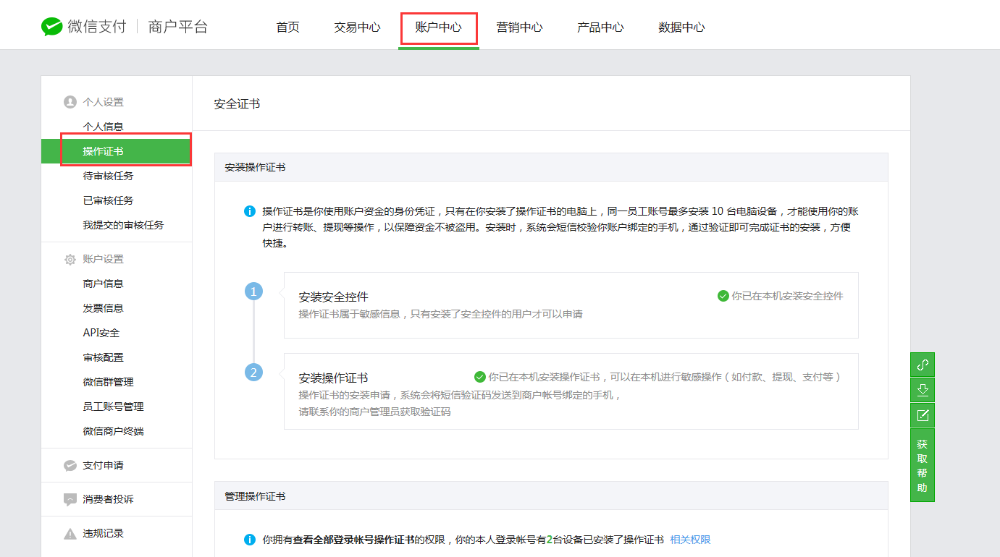 微信支付 商户平台 首页 交易中心 账户中心 营销中心 产品中心 数据中心
个人设置
个人信息
操作证书
待审核任务
已审核任务
我提交的审核任务
账户设置
商户信息
发票信息
API安全
审核配置
微信群管理
员工账号管理
微信商户终端
支付申请
消费者投诉
违规记录
安全证书
安装操作证书
操作证书是你使用账户资金的身份凭证，只有在你安装了操作证书的电脑上，同一员工账号最多安装 10 台电脑设备，才能使用你的账
户进行转账、提现等操作，以保障资金不被盗用。安装时，系统会短信校验你账户绑定的手机，通过验证即可完成证书的安装，方便
快捷。
1
安装安全控件 你已在本机安装安全控件
操作证书属于敏感信息，只有安装了安全控件的用户才可以申请
2
安装操作证书 你已在本机安装操作证书，可以在本机进行敏感操作（如付款、提现、支付等）
操作证书的安装申请，系统会将短信验证码发送到商户帐号绑定的手机，
请联系你的商户管理员获取验证码
管理操作证书
你拥有查看全部登录帐号操作证书的权限，你的本人登录帐号有2台设备已安装了操作证书 相关权限
获
取
帮
助